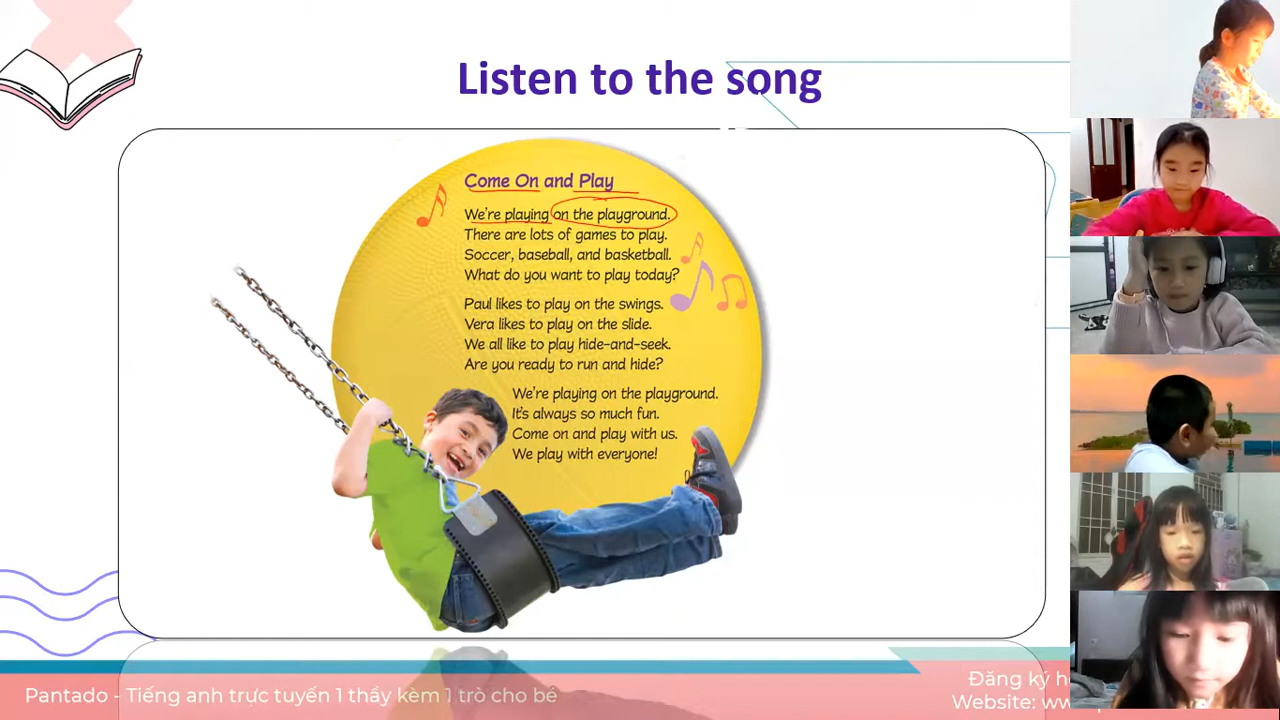 Listen to the song
Come On and Play
We're playing on the playground.
There are lots of games to play.
Soccer, baseball, and basketball.
What do you want to play today?
Paul likes to play on the swings.
Vera likes to play on the slide.
We all like to play hide-and-seek.
Are you ready to run and hide?
We're playing on the playground.
It's always so much fun.
Come on and play with us.
We play with everyone!
Pantado - Tiếng anh trực tuyến 1 thầy kèm 1 trò cho bé
Đăng ký
Website: